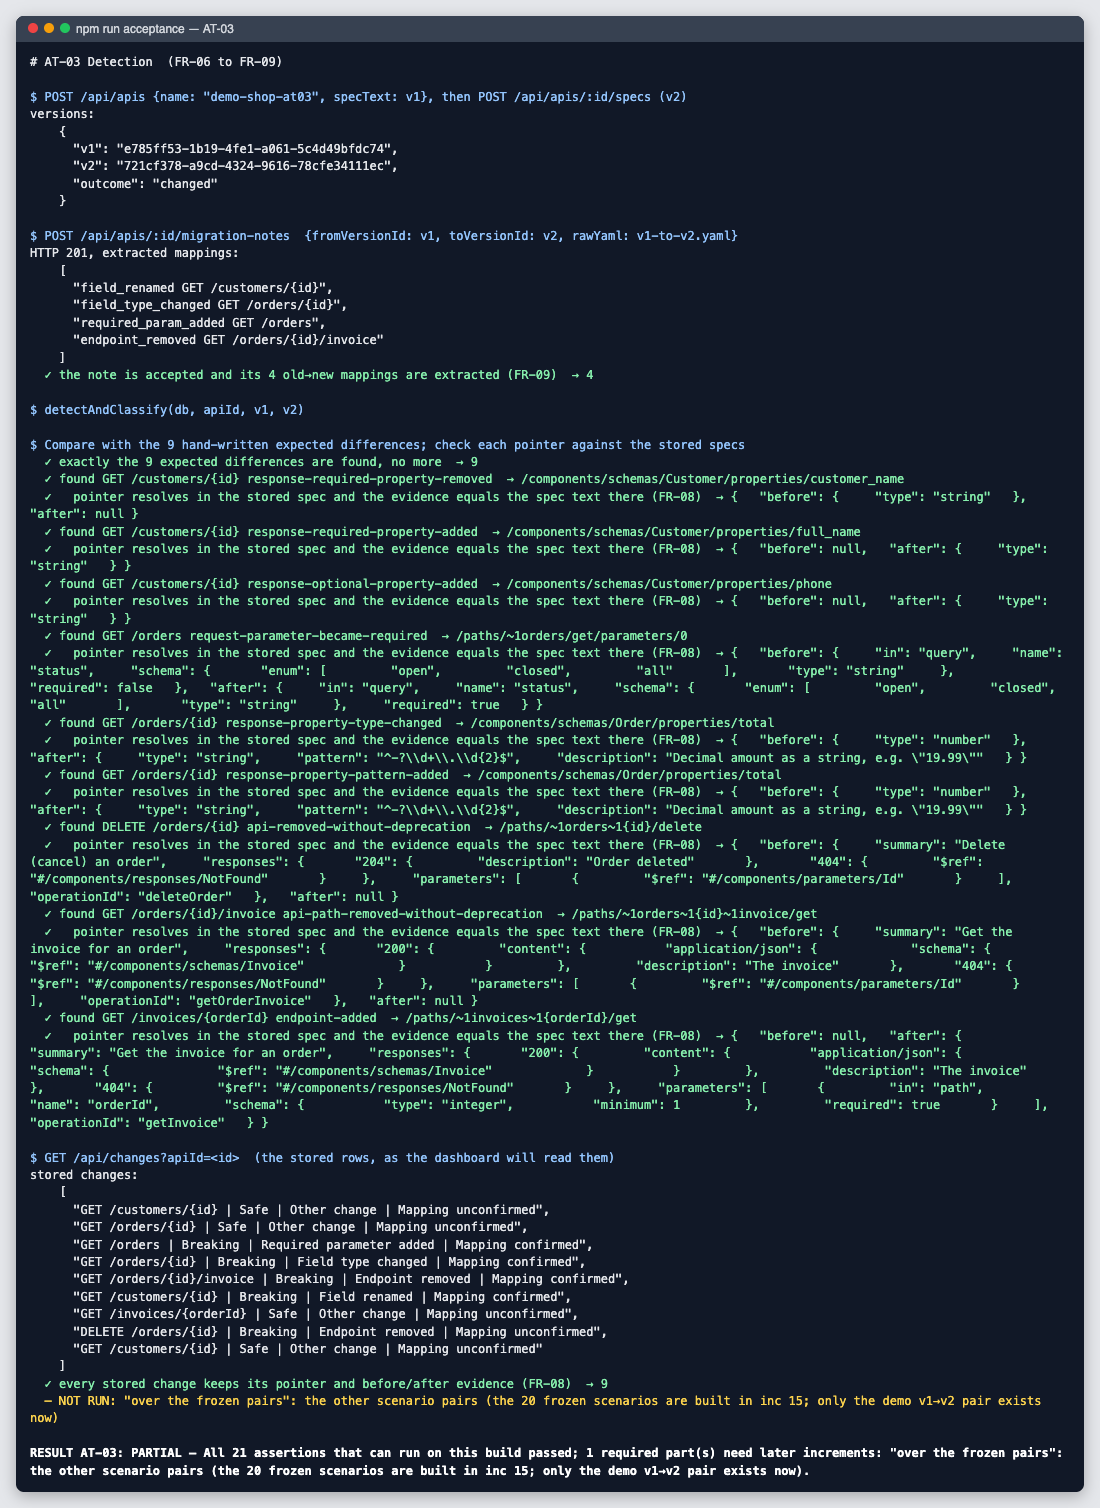 npm run acceptance — AT-03
# AT-03 Detection  (FR-06 to FR-09)
$ POST /api/apis {name: "demo-shop-at03", specText: v1}, then POST /api/apis/:id/specs (v2)
versions:
    {
      "v1": "e785ff53-1b19-4fe1-a061-5c4d49bfdc74",
      "v2": "721cf378-a9cd-4324-9616-78cfe34111ec",
      "outcome": "changed"
    }
$ POST /api/apis/:id/migration-notes  {fromVersionId: v1, toVersionId: v2, rawYaml: v1-to-v2.yaml}
HTTP 201, extracted mappings:
    [
      "field_renamed GET /customers/{id}",
      "field_type_changed GET /orders/{id}",
      "required_param_added GET /orders",
      "endpoint_removed GET /orders/{id}/invoice"
    ]
  ✓ the note is accepted and its 4 old→new mappings are extracted (FR-09)  → 4
$ detectAndClassify(db, apiId, v1, v2)
$ Compare with the 9 hand-written expected differences; check each pointer against the stored specs
  ✓ exactly the 9 expected differences are found, no more  → 9
  ✓ found GET /customers/{id} response-required-property-removed  → /components/schemas/Customer/properties/customer_name
  ✓   pointer resolves in the stored spec and the evidence equals the spec text there (FR-08)  → {   "before": {     "type": "string"   },
"after": null }
  ✓ found GET /customers/{id} response-required-property-added  → /components/schemas/Customer/properties/full_name
  ✓   pointer resolves in the stored spec and the evidence equals the spec text there (FR-08)  → {   "before": null,   "after": {     "type":
"string"   } }
  ✓ found GET /customers/{id} response-optional-property-added  → /components/schemas/Customer/properties/phone
  ✓   pointer resolves in the stored spec and the evidence equals the spec text there (FR-08)  → {   "before": null,   "after": {     "type":
"string"   } }
  ✓ found GET /orders request-parameter-became-required  → /paths/~1orders/get/parameters/0
  ✓   pointer resolves in the stored spec and the evidence equals the spec text there (FR-08)  → {   "before": {     "in": "query",     "name":
"status",     "schema": {       "enum": [         "open",         "closed",         "all"       ],       "type": "string"     },
"required": false   },   "after": {     "in": "query",     "name": "status",     "schema": {       "enum": [         "open",         "closed",
"all"       ],       "type": "string"     },     "required": true   } }
  ✓ found GET /orders/{id} response-property-type-changed  → /components/schemas/Order/properties/total
  ✓   pointer resolves in the stored spec and the evidence equals the spec text there (FR-08)  → {   "before": {     "type": "number"   },
"after": {     "type": "string",     "pattern": "^-?\\d+\\.\\d{2}$",     "description": "Decimal amount as a string, e.g. \"19.99\""   } }
  ✓ found GET /orders/{id} response-property-pattern-added  → /components/schemas/Order/properties/total
  ✓   pointer resolves in the stored spec and the evidence equals the spec text there (FR-08)  → {   "before": {     "type": "number"   },
"after": {     "type": "string",     "pattern": "^-?\\d+\\.\\d{2}$",     "description": "Decimal amount as a string, e.g. \"19.99\""   } }
  ✓ found DELETE /orders/{id} api-removed-without-deprecation  → /paths/~1orders~1{id}/delete
  ✓   pointer resolves in the stored spec and the evidence equals the spec text there (FR-08)  → {   "before": {     "summary": "Delete
(cancel) an order",     "responses": {       "204": {         "description": "Order deleted"       },       "404": {         "$ref":
"#/components/responses/NotFound"       }     },     "parameters": [       {         "$ref": "#/components/parameters/Id"       }     ],
"operationId": "deleteOrder"   },   "after": null }
  ✓ found GET /orders/{id}/invoice api-path-removed-without-deprecation  → /paths/~1orders~1{id}~1invoice/get
  ✓   pointer resolves in the stored spec and the evidence equals the spec text there (FR-08)  → {   "before": {     "summary": "Get the
invoice for an order",     "responses": {       "200": {         "content": {           "application/json": {             "schema": {
"$ref": "#/components/schemas/Invoice"             }           }         },         "description": "The invoice"       },       "404": {
"$ref": "#/components/responses/NotFound"       }     },     "parameters": [       {         "$ref": "#/components/parameters/Id"       }
],     "operationId": "getOrderInvoice"   },   "after": null }
  ✓ found GET /invoices/{orderId} endpoint-added  → /paths/~1invoices~1{orderId}/get
  ✓   pointer resolves in the stored spec and the evidence equals the spec text there (FR-08)  → {   "before": null,   "after": {
"summary": "Get the invoice for an order",     "responses": {       "200": {         "content": {           "application/json": {
"schema": {               "$ref": "#/components/schemas/Invoice"             }           }         },         "description": "The invoice"
},       "404": {         "$ref": "#/components/responses/NotFound"       }     },     "parameters": [       {         "in": "path",
"name": "orderId",         "schema": {           "type": "integer",           "minimum": 1         },         "required": true       }     ],
"operationId": "getInvoice"   } }
$ GET /api/changes?apiId=<id>  (the stored rows, as the dashboard will read them)
stored changes:
    [
      "GET /customers/{id} | Safe | Other change | Mapping unconfirmed",
      "GET /orders/{id} | Safe | Other change | Mapping unconfirmed",
      "GET /orders | Breaking | Required parameter added | Mapping confirmed",
      "GET /orders/{id} | Breaking | Field type changed | Mapping confirmed",
      "GET /orders/{id}/invoice | Breaking | Endpoint removed | Mapping confirmed",
      "GET /customers/{id} | Breaking | Field renamed | Mapping confirmed",
      "GET /invoices/{orderId} | Safe | Other change | Mapping unconfirmed",
      "DELETE /orders/{id} | Breaking | Endpoint removed | Mapping unconfirmed",
      "GET /customers/{id} | Safe | Other change | Mapping unconfirmed"
    ]
  ✓ every stored change keeps its pointer and before/after evidence (FR-08)  → 9
  – NOT RUN: "over the frozen pairs": the other scenario pairs (the 20 frozen scenarios are built in inc 15; only the demo v1→v2 pair exists
now)
RESULT AT-03: PARTIAL — All 21 assertions that can run on this build passed; 1 required part(s) need later increments: "over the frozen pairs":
the other scenario pairs (the 20 frozen scenarios are built in inc 15; only the demo v1→v2 pair exists now).